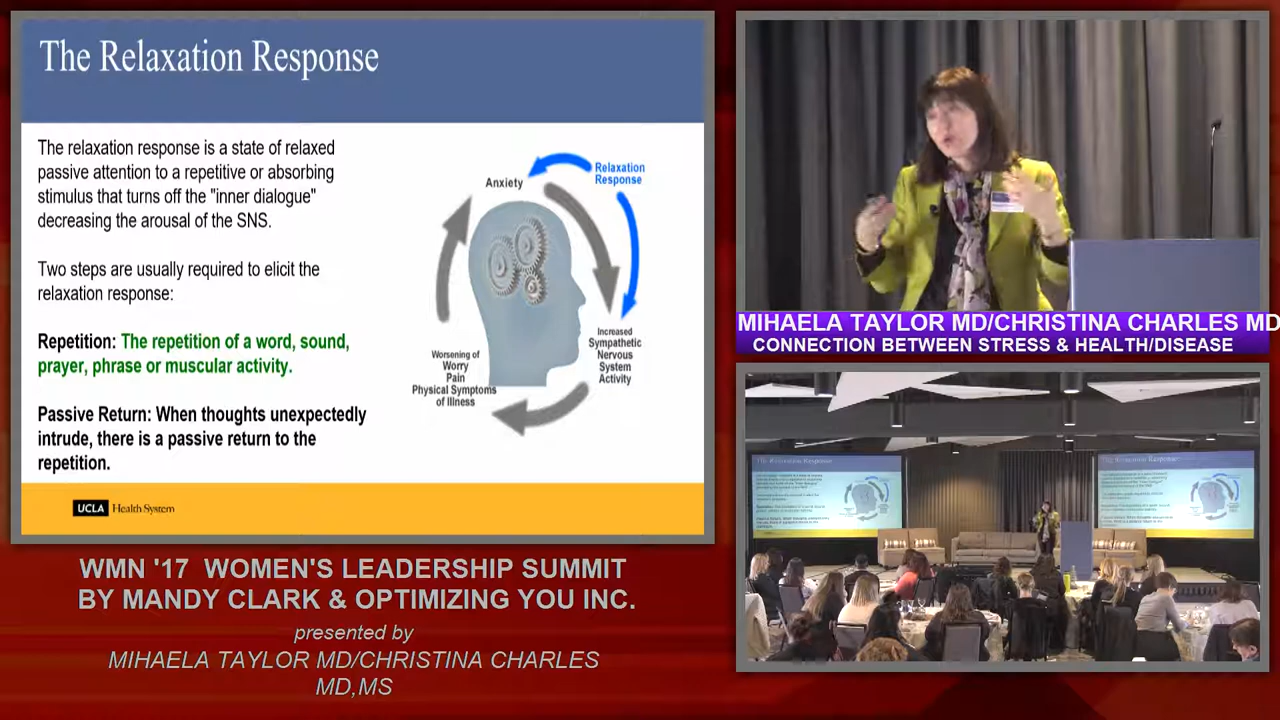 The Relaxation Response
The relaxation response is a state of relaxed
passive attention to a repetitive or absorbing
stimulus that turns off the "inner dialogue"
decreasing the arousal of the SNS.
Two steps are usually required to elicit the
relaxation response:
Repetition: The repetition of a word, sound,
prayer, phrase or muscular activity.
Passive Return: When thoughts unexpectedly
intrude, there is a passive return to the
repetition.
Anxiety
Relaxation
Response
Increased
Sympathetic
Nervous
System
Activity
Worsening of
Worry
Pain
Physical Symptoms
of Illness
UCLA Health System
MIHAELA TAYLOR MD/CHRISTINA CHARLES MD
CONNECTION BETWEEN STRESS & HEALTH/DISEASE
The Relaxation Response
The Relaxation Response
WMN '17 WOMEN'S LEADERSHIP SUMMIT
BY MANDY CLARK & OPTIMIZING YOU INC.
presented by
MIHAELA TAYLOR MD/CHRISTINA CHARLES
MD,MS